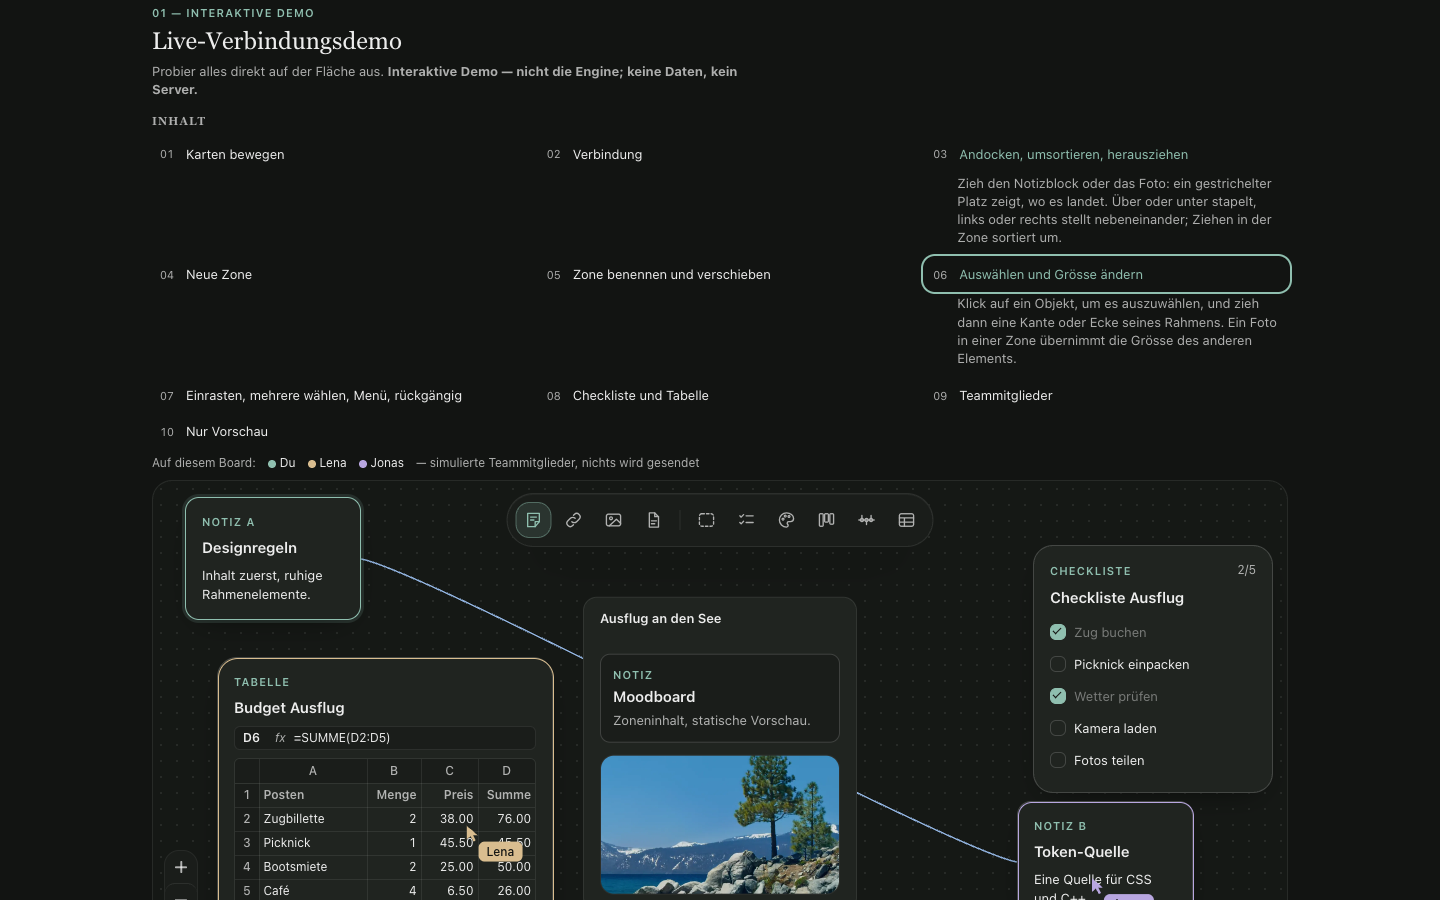 01 — INTERAKTIVE DEMO
Live-Verbindungsdemo
Probier alles direkt auf der Fläche aus. Interaktive Demo — nicht die Engine; keine Daten, kein
Server.
INHALT
01 Karten bewegen
02 Verbindung
03 Andocken, umsortieren, herausziehen
Zieh den Notizblock oder das Foto: ein gestrichelter
Platz zeigt, wo es landet. Über oder unter stapelt,
links oder rechts stellt nebeneinander; Ziehen in der
Zone sortiert um.
04 Neue Zone
05 Zone benennen und verschieben
06 Auswählen und Grösse ändern
Klick auf ein Objekt, um es auszuwählen, und zieh
dann eine Kante oder Ecke seines Rahmens. Ein Foto
in einer Zone übernimmt die Grösse des anderen
Elements.
07 Einrasten, mehrere wählen, Menü, rückgängig
08 Checkliste und Tabelle
09 Teammitglieder
10 Nur Vorschau
Auf diesem Board: Du Lena Jonas — simulierte Teammitglieder, nichts wird gesendet
NOTIZ A
Designregeln
Inhalt zuerst, ruhige
Rahmenelemente.
TABELLE
Budget Ausflug
D6 fx =SUMME(D2:D5)
A B C D
1 Posten Menge Preis Summe
2 Zugbillette 2 38.00 76.00
3 Picknick 1 45.50 45.50
Lena
4 Bootsmiete 2 25.00 50.00
5 Café 4 6.50 26.00
Ausflug an den See
NOTIZ
Moodboard
Zoneninhalt, statische Vorschau.
CHECKLISTE 2/5
Checkliste Ausflug
Zug buchen
Picknick einpacken
Wetter prüfen
Kamera laden
Fotos teilen
NOTIZ B
Token-Quelle
Eine Quelle für CSS
und C++